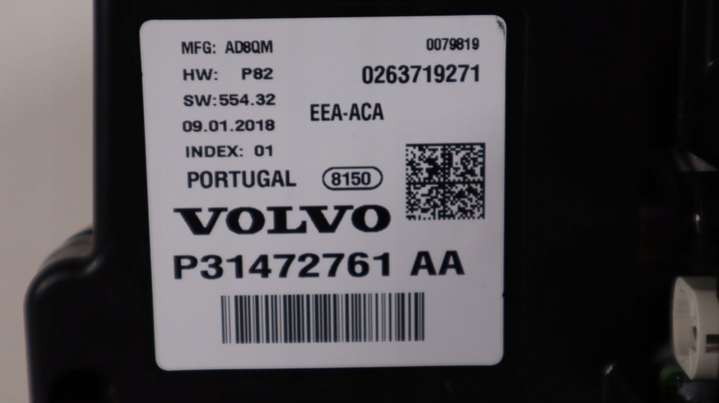 MFG: AD8QM 0079819
HW: P82 0263719271
SW:554.32
EEA-ACA
09.01.2018
INDEX: 01
PORTUGAL 8150
VOLVO
P31472761 AA